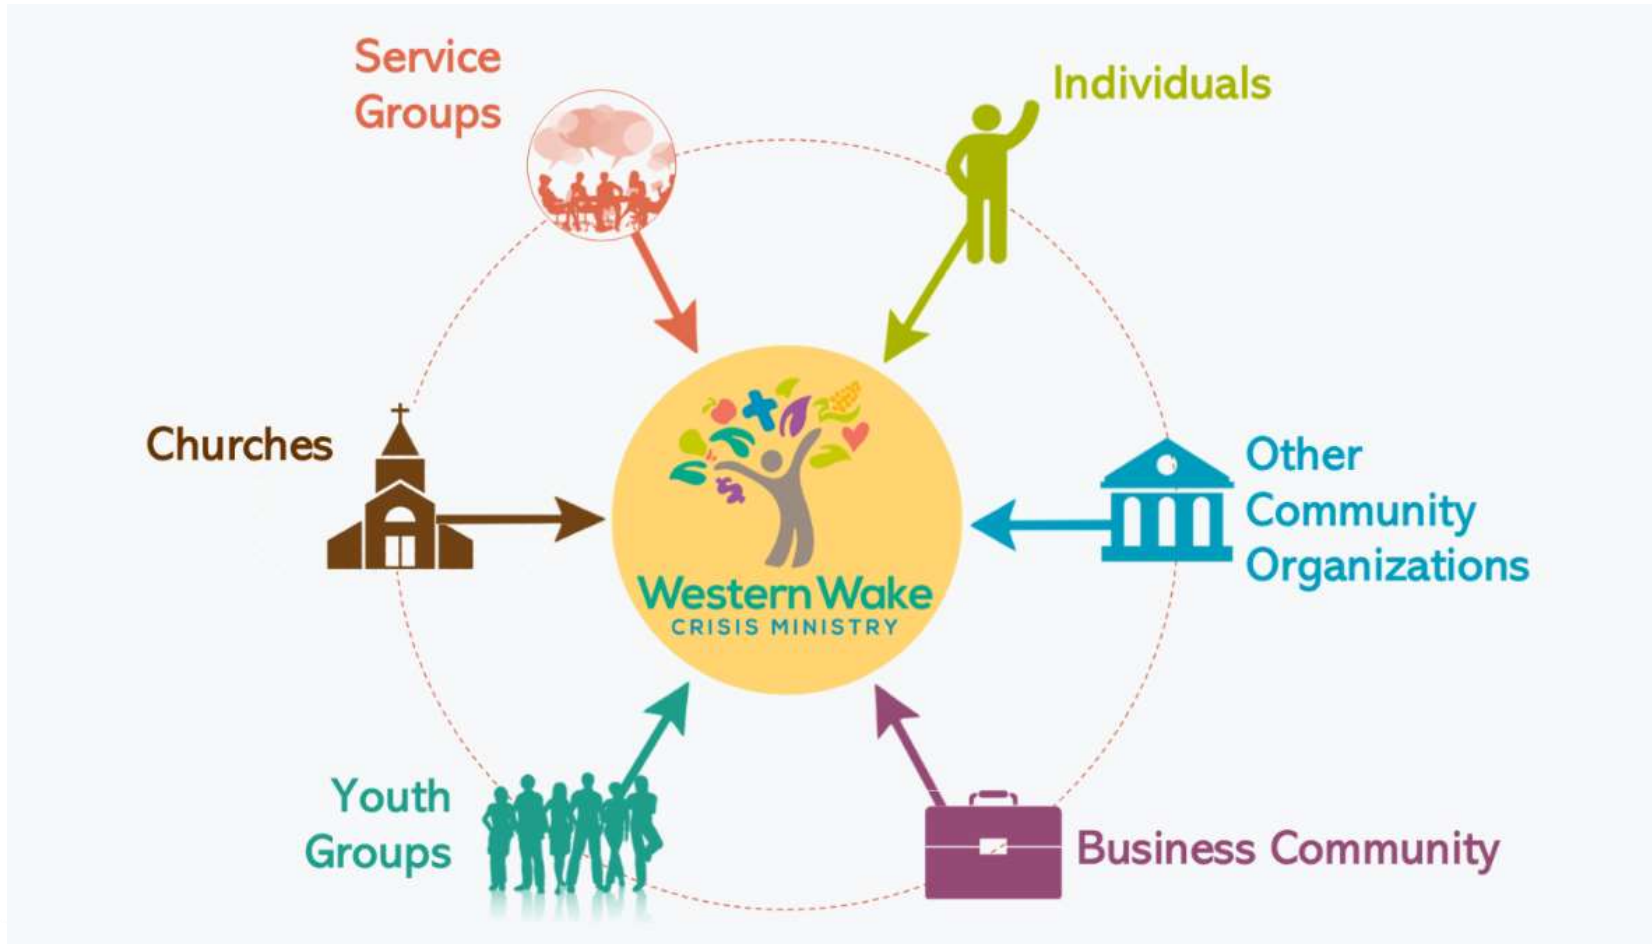 Service
Groups
Individuals
Churches
Other
Community
Organizations
Western Wake
CRISIS MINISTRY
Youth
Groups
Business Community